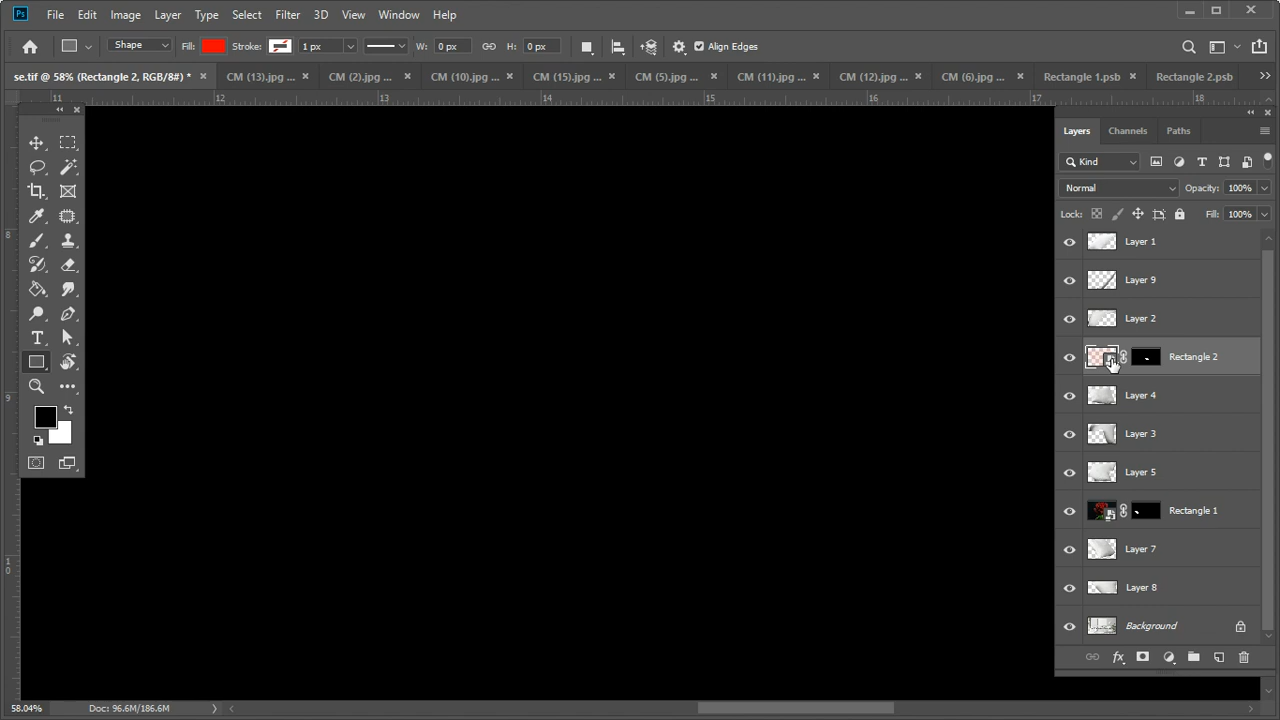 Ps File Edit Image Layer Type Select Filter 3D View Window Help
Shape Fill: Stroke: 1 px W: 0 px H: 0 px Align Edges
se.tif @ 58% (Rectangle 2, RGB/8#) * CM (13).jpg ... CM (2).jpg ... CM (10).jpg ... CM (15).jpg ... CM (5).jpg ... CM (11).jpg ... CM (12).jpg ... CM (6).jpg ... Rectangle 1.psb Rectangle 2.psb
11 12 13 14 15 16 17 18
Layers Channels Paths
Kind
Normal Opacity: 100%
Lock: Fill: 100%
8
Layer 1
Layer 9
Layer 2
Rectangle 2
9
Layer 4
Layer 3
Layer 5
Rectangle 1
10
Layer 7
Layer 8
Background
fx
58.04% Doc: 96.6M/186.6M